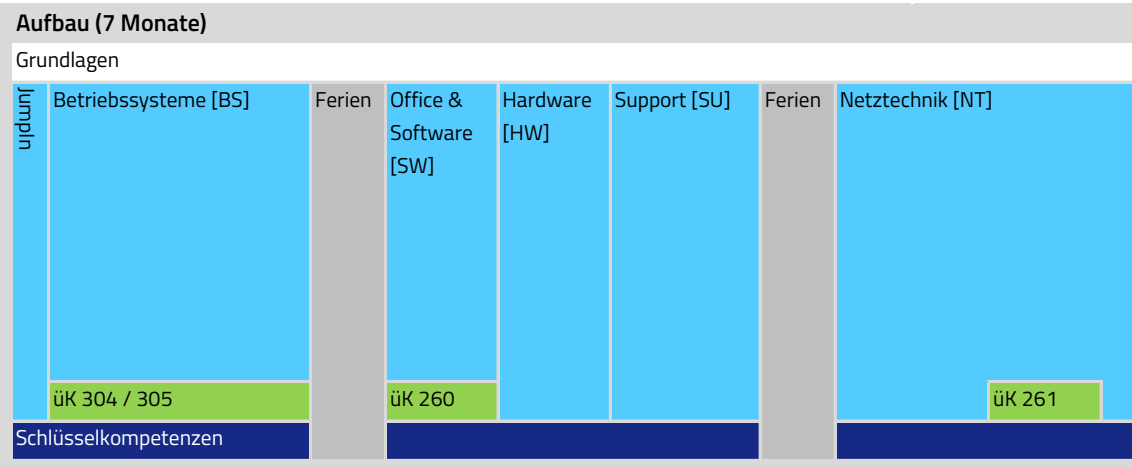 Aufbau (7 Monate)
Grundlagen
JumpIn
Betriebssysteme [BS]
Ferien
Office &
Software
[SW]
Hardware
[HW]
Support [SU]
Ferien
Netztechnik [NT]
üK 304 / 305
üK 260
üK 261
Schlüsselkompetenzen